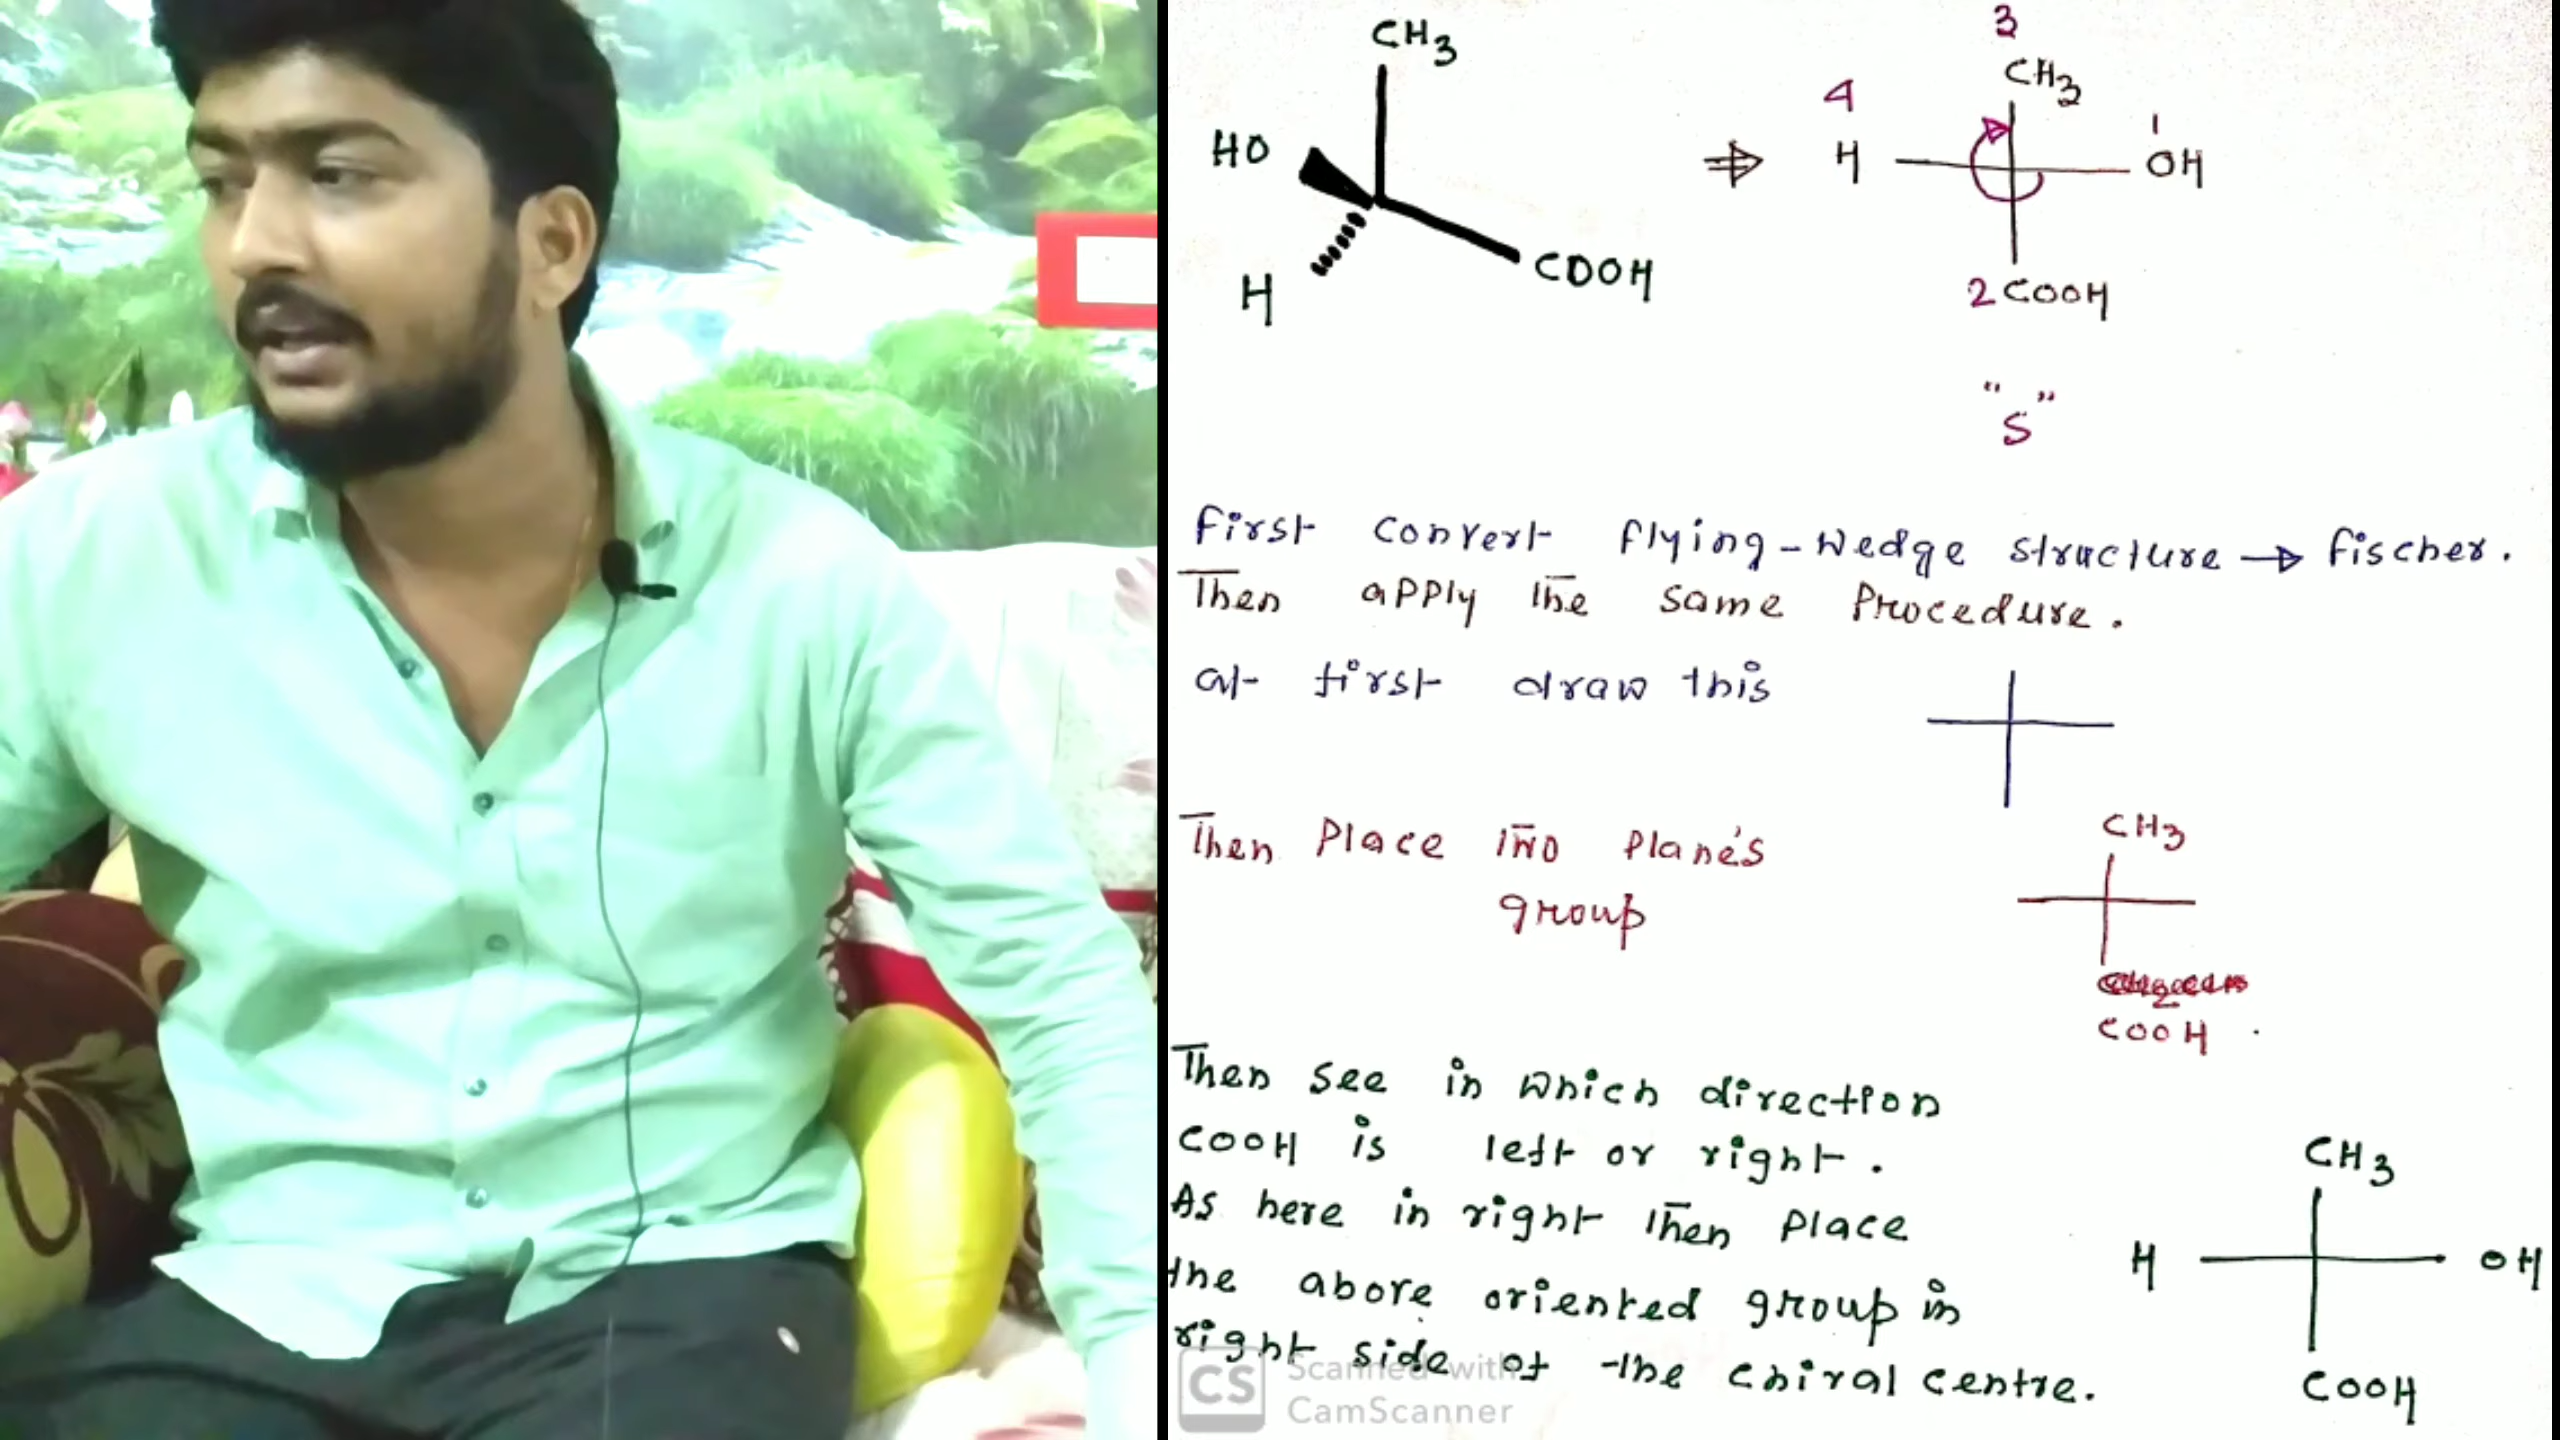 CH3
HO
H
COOH
⇒
3
CH3
4
H
1
OH
2 COOH
"S"
First convert flying-wedge structure → fischer.
Then apply the same Procedure.
at first draw this
Then Place two Plane's
group
CH3
COOH
Then see in which direction
COOH is left or right.
As here in right then Place
the above oriented group in
right side of the chiral centre.
CH3
H
OH
COOH
CS
Scanned with
CamScanner